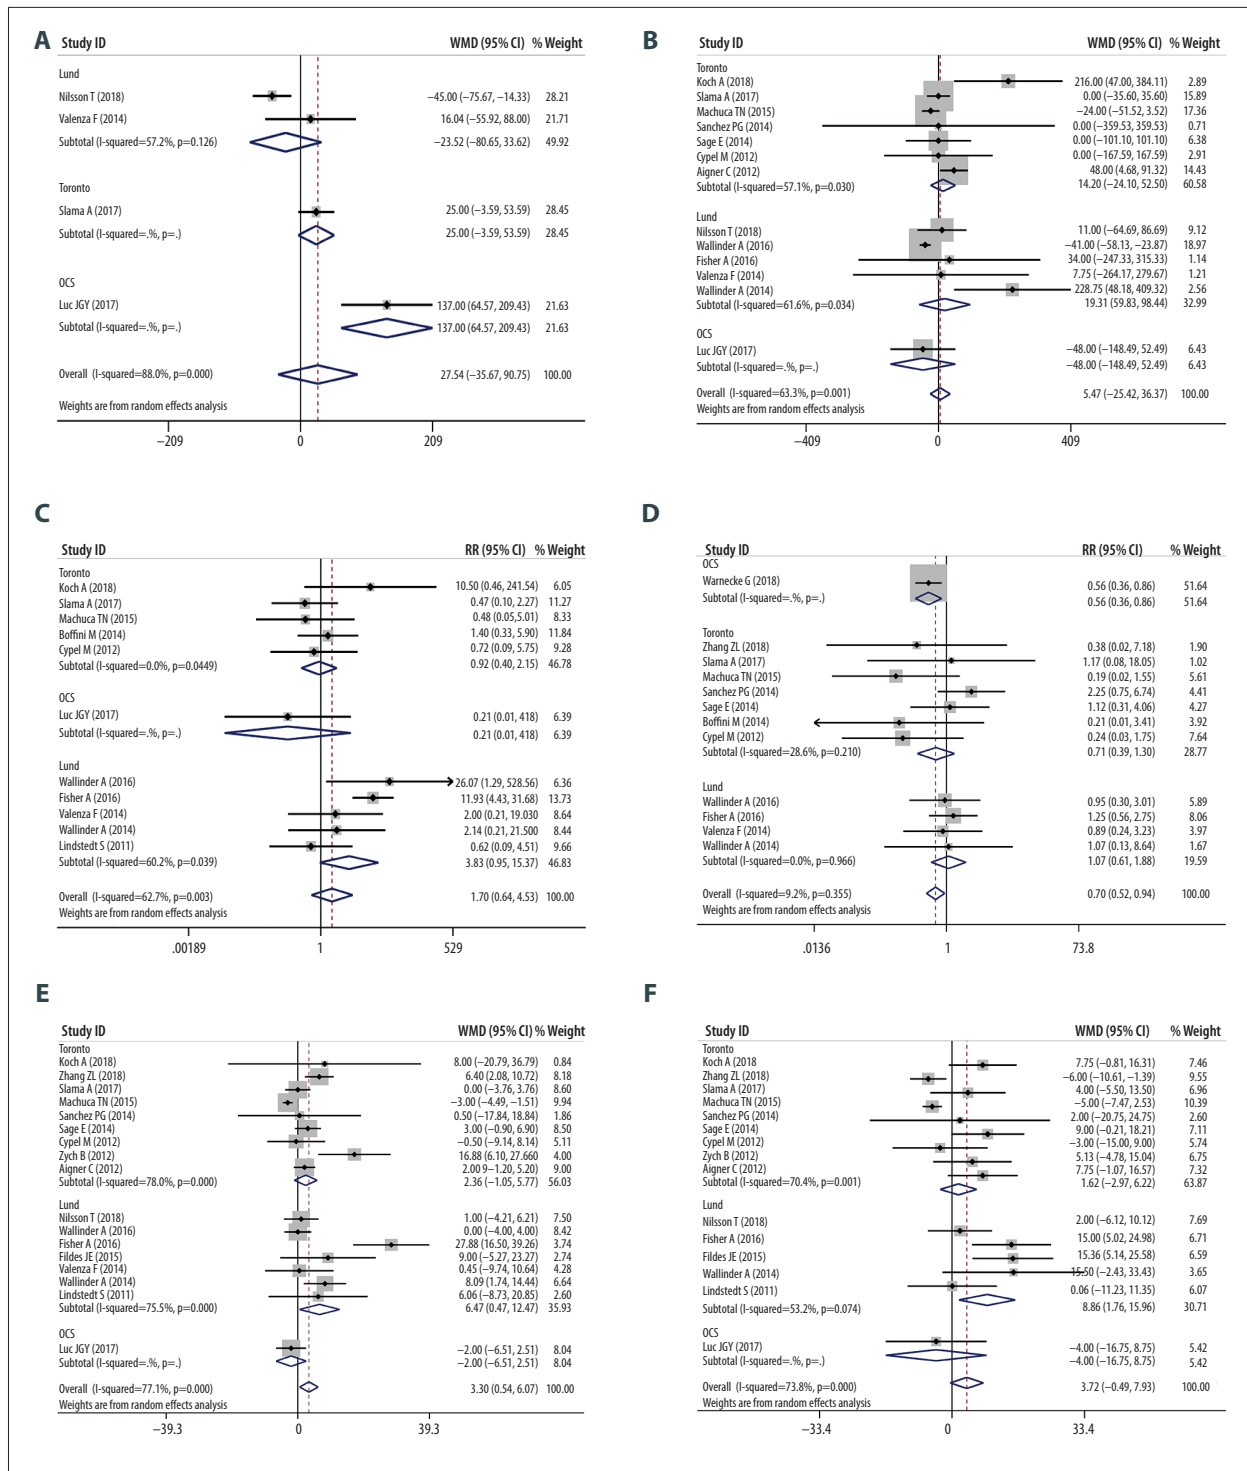 A
Study ID WMD (95% CI) % Weight
Lund
Nilsson T (2018) −45.00 (−75.67, −14.33) 28.21
Valenza F (2014) 16.04 (−55.92, 88.00) 21.71
Subtotal (I-squared=57.2%, p=0.126) −23.52 (−80.65, 33.62) 49.92
Toronto
Slama A (2017) 25.00 (−3.59, 53.59) 28.45
Subtotal (I-squared=.%, p=.) 25.00 (−3.59, 53.59) 28.45
OCS
Luc JGY (2017) 137.00 (64.57, 209.43) 21.63
Subtotal (I-squared=.%, p=.) 137.00 (64.57, 209.43) 21.63
Overall (I-squared=88.0%, p=0.000) 27.54 (−35.67, 90.75) 100.00
Weights are from random effects analysis
−209 0 209
B
Study ID WMD (95% CI) % Weight
Toronto
Koch A (2018) 216.00 (47.00, 384.11) 2.89
Slama A (2017) 0.00 (−35.60, 35.60) 15.89
Machuca TN (2015) −24.00 (−51.52, 3.52) 17.36
Sanchez PG (2014) 0.00 (−359.53, 359.53) 0.71
Sage E (2014) 0.00 (−101.10, 101.10) 6.38
Cypel M (2012) 0.00 (−167.59, 167.59) 2.91
Aigner C (2012) 48.00 (4.68, 91.32) 14.43
Subtotal (I-squared=57.1%, p=0.030) 14.20 (−24.10, 52.50) 60.58
Lund
Nilsson T (2018) 11.00 (−64.69, 86.69) 9.12
Wallinder A (2016) −41.00 (−58.13, −23.87) 18.97
Fisher A (2016) 34.00 (−247.33, 315.33) 1.14
Valenza F (2014) 7.75 (−264.17, 279.67) 1.21
Wallinder A (2014) 228.75 (48.18, 409.32) 2.56
Subtotal (I-squared=61.6%, p=0.034) 19.31 (59.83, 98.44) 32.99
OCS
Luc JGY (2017) −48.00 (−148.49, 52.49) 6.43
Subtotal (I-squared=.%, p=.) −48.00 (−148.49, 52.49) 6.43
Overall (I-squared=63.3%, p=0.001) 5.47 (−25.42, 36.37) 100.00
Weights are from random effects analysis
−409 0 409
C
Study ID RR (95% CI) % Weight
Toronto
Koch A (2018) 10.50 (0.46, 241.54) 6.05
Slama A (2017) 0.47 (0.10, 2.27) 11.27
Machuca TN (2015) 0.48 (0.05,5.01) 8.33
Boffini M (2014) 1.40 (0.33, 5.90) 11.84
Cypel M (2012) 0.72 (0.09, 5.75) 9.28
Subtotal (I-squared=0.0%, p=0.0449) 0.92 (0.40, 2.15) 46.78
OCS
Luc JGY (2017) 0.21 (0.01, 418) 6.39
Subtotal (I-squared=.%, p=.) 0.21 (0.01, 418) 6.39
Lund
Wallinder A (2016) 26.07 (1.29, 528.56) 6.36
Fisher A (2016) 11.93 (4.43, 31.68) 13.73
Valenza F (2014) 2.00 (0.21, 19.030 8.64
Wallinder A (2014) 2.14 (0.21, 21.500 8.44
Lindstedt S (2011) 0.62 (0.09, 4.51) 9.66
Subtotal (I-squared=60.2%, p=0.039) 3.83 (0.95, 15.37) 46.83
Overall (I-squared=62.7%, p=0.003) 1.70 (0.64, 4.53) 100.00
Weights are from random effects analysis
.00189 1 529
D
Study ID RR (95% CI) % Weight
OCS
Warnecke G (2018) 0.56 (0.36, 0.86) 51.64
Subtotal (I-squared=.%, p=.) 0.56 (0.36, 0.86) 51.64
Toronto
Zhang ZL (2018) 0.38 (0.02, 7.18) 1.90
Slama A (2017) 1.17 (0.08, 18.05) 1.02
Machuca TN (2015) 0.19 (0.02, 1.55) 5.61
Sanchez PG (2014) 2.25 (0.75, 6.74) 4.41
Sage E (2014) 1.12 (0.31, 4.06) 4.27
Boffini M (2014) 0.21 (0.01, 3.41) 3.92
Cypel M (2012) 0.24 (0.03, 1.75) 7.64
Subtotal (I-squared=28.6%, p=0.210) 0.71 (0.39, 1.30) 28.77
Lund
Wallinder A (2016) 0.95 (0.30, 3.01) 5.89
Fisher A (2016) 1.25 (0.56, 2.75) 8.06
Valenza F (2014) 0.89 (0.24, 3.23) 3.97
Wallinder A (2014) 1.07 (0.13, 8.64) 1.67
Subtotal (I-squared=0.0%, p=0.966) 1.07 (0.61, 1.88) 19.59
Overall (I-squared=9.2%, p=0.355) 0.70 (0.52, 0.94) 100.00
Weights are from random effects analysis
.0136 1 73.8
E
Study ID WMD (95% CI) % Weight
Toronto
Koch A (2018) 8.00 (−20.79, 36.79) 0.84
Zhang ZL (2018) 6.40 (2.08, 10.72) 8.18
Slama A (2017) 0.00 (−3.76, 3.76) 8.60
Machuca TN (2015) −3.00 (−4.49, −1.51) 9.94
Sanchez PG (2014) 0.50 (−17.84, 18.84) 1.86
Sage E (2014) 3.00 (−0.90, 6.90) 8.50
Cypel M (2012) −0.50 (−9.14, 8.14) 5.11
Zych B (2012) 16.88 (6.10, 27.660 4.00
Aigner C (2012) 2.00 9−1.20, 5.20) 9.00
Subtotal (I-squared=78.0%, p=0.000) 2.36 (−1.05, 5.77) 56.03
Lund
Nilsson T (2018) 1.00 (−4.21, 6.21) 7.50
Wallinder A (2016) 0.00 (−4.00, 4.00) 8.42
Fisher A (2016) 27.88 (16.50, 39.26) 3.74
Fildes JE (2015) 9.00 (−5.27, 23.27) 2.74
Valenza F (2014) 0.45 (−9.74, 10.64) 4.28
Wallinder A (2014) 8.09 (1.74, 14.44) 6.64
Lindstedt S (2011) 6.06 (−8.73, 20.85) 2.60
Subtotal (I-squared=75.5%, p=0.000) 6.47 (0.47, 12.47) 35.93
OCS
Luc JGY (2017) −2.00 (−6.51, 2.51) 8.04
Subtotal (I-squared=.%, p=.) −2.00 (−6.51, 2.51) 8.04
Overall (I-squared=77.1%, p=0.000) 3.30 (0.54, 6.07) 100.00
Weights are from random effects analysis
−39.3 0 39.3
F
Study ID WMD (95% CI) % Weight
Toronto
Koch A (2018 7.75 (−0.81, 16.31) 7.46
Zhang ZL (2018) −6.00 (−10.61, −1.39) 9.55
Slama A (2017) 4.00 (−5.50, 13.50) 6.96
Machuca TN (2015) −5.00 (−7.47, 2.53) 10.39
Sanchez PG (2014) 2.00 (−20.75, 24.75) 2.60
Sage E (2014) 9.00 (−0.21, 18.21) 7.11
Cypel M (2012) −3.00 (−15.00, 9.00) 5.74
Zych B (2012) 5.13 (−4.78, 15.04) 6.75
Aigner C (2012) 7.75 (−1.07, 16.57) 7.32
Subtotal (I-squared=70.4%, p=0.001) 1.62 (−2.97, 6.22) 63.87
Lund
Nilsson T (2018) 2.00 (−6.12, 10.12) 7.69
Fisher A (2016) 15.00 (5.02, 24.98) 6.71
Fildes JE (2015) 15.36 (5.14, 25.58) 6.59
Wallinder A (2014) 15.50 (−2.43, 33.43) 3.65
Lindstedt S (2011) 0.06 (−11.23, 11.35) 6.07
Subtotal (I-squared=53.2%, p=0.074) 8.86 (1.76, 15.96) 30.71
OCS
Luc JGY (2017) −4.00 (−16.75, 8.75) 5.42
Subtotal (I-squared=.%, p=.) −4.00 (−16.75, 8.75) 5.42
Overall (I-squared=73.8%, p=0.000) 3.72 (−0.49, 7.93) 100.00
Weights are from random effects analysis
−33.4 0 33.4